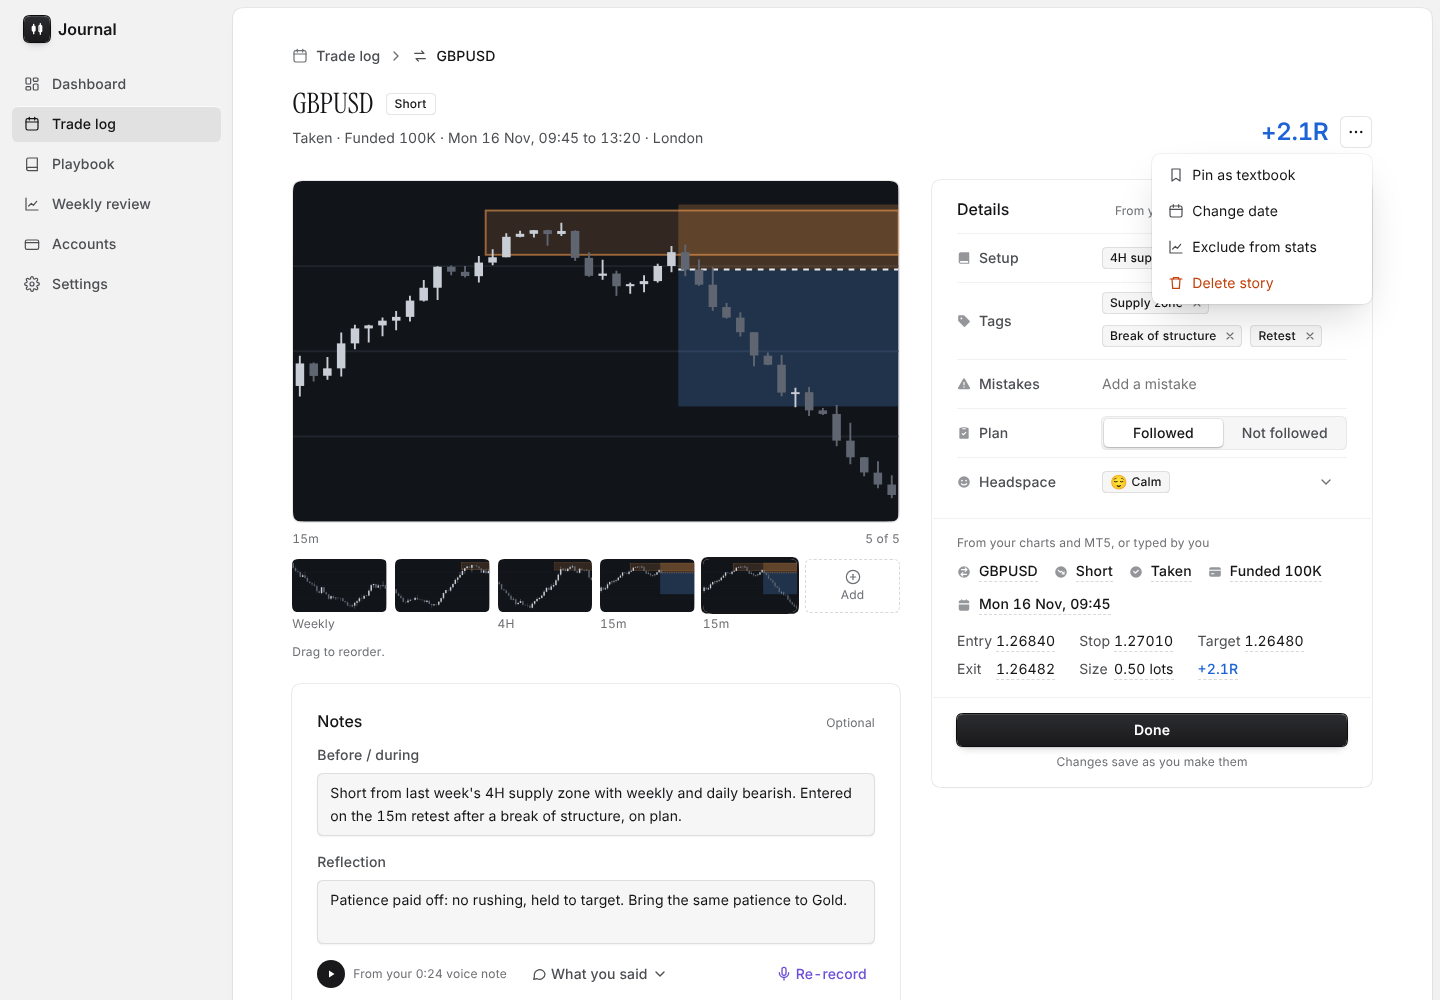 Journal
Dashboard
Trade log
Playbook
Weekly review
Accounts
Settings
Trade log > GBPUSD
GBPUSD Short
Taken · Funded 100K · Mon 16 Nov, 09:45 to 13:20 · London
+2.1R
Pin as textbook
Change date
Exclude from stats
Delete story
15m 5 of 5
Weekly
4H
15m
15m
Add
Drag to reorder.
Notes Optional
Before / during
Short from last week's 4H supply zone with weekly and daily bearish. Entered
on the 15m retest after a break of structure, on plan.
Reflection
Patience paid off: no rushing, held to target. Bring the same patience to Gold.
From your 0:24 voice note What you said Re-record
Details From
Setup 4H
Tags Supply zone
Break of structure Retest
Mistakes Add a mistake
Plan Followed Not followed
Headspace 😌 Calm
From your charts and MT5, or typed by you
GBPUSD Short Taken Funded 100K
Mon 16 Nov, 09:45
Entry 1.26840 Stop 1.27010 Target 1.26480
Exit 1.26482 Size 0.50 lots +2.1R
Done
Changes save as you make them